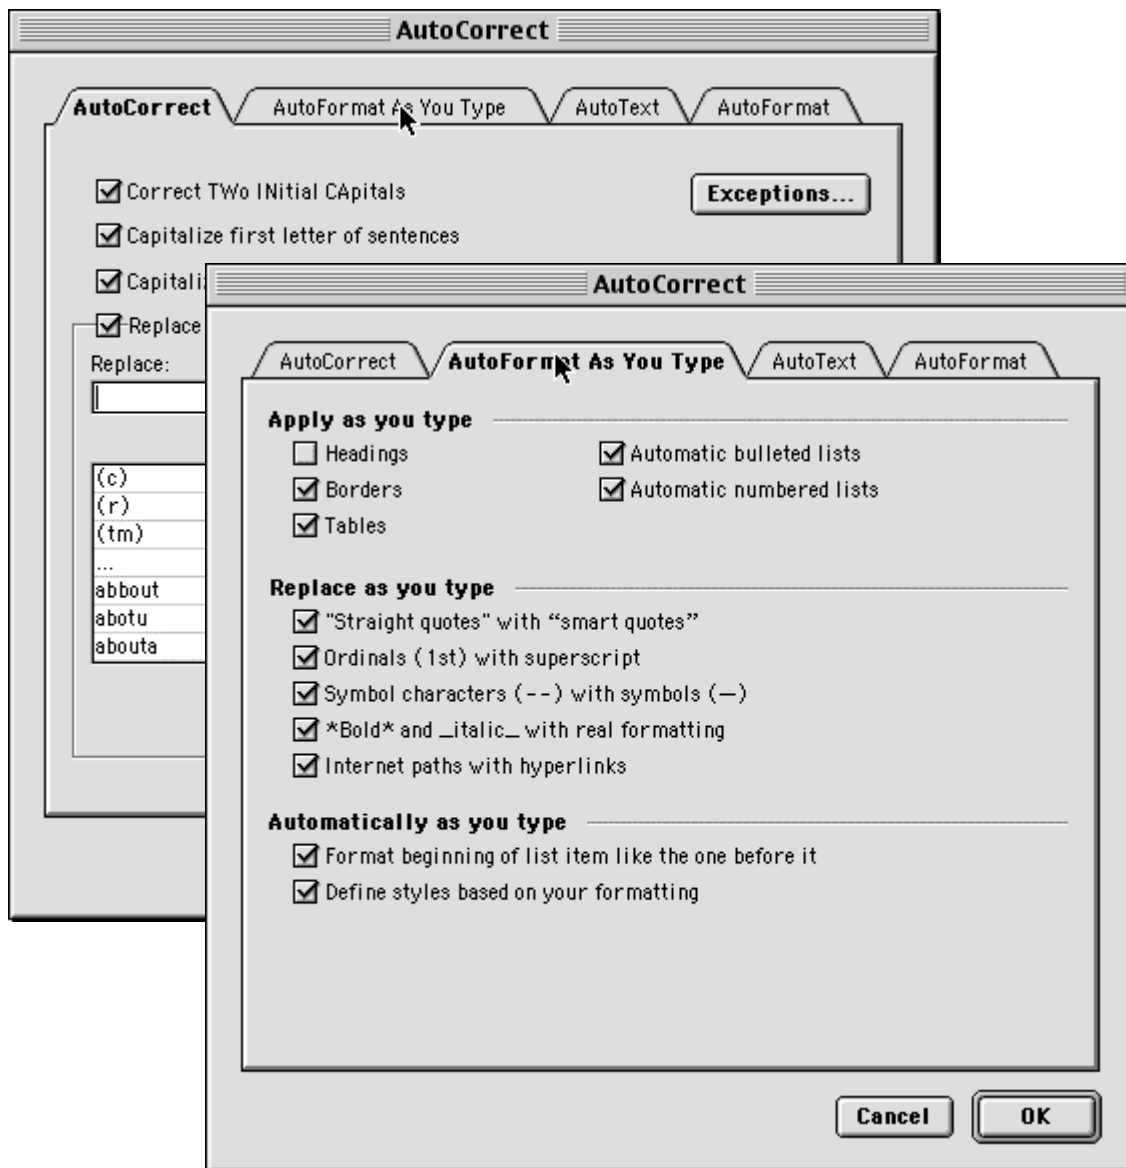 AutoCorrect
AutoCorrect AutoFormat As You Type AutoText AutoFormat
Correct TWo INitial CApitals
Exceptions...
Capitalize first letter of sentences
Capitali
Replace
Replace:
(c)
(r)
(tm)
...
abbout
abotu
abouta
AutoCorrect
AutoCorrect AutoFormat As You Type AutoText AutoFormat
Apply as you type
Headings
Automatic bulleted lists
Borders
Automatic numbered lists
Tables
Replace as you type
"Straight quotes" with “smart quotes”
Ordinals (1st) with superscript
Symbol characters (--) with symbols (—)
*Bold* and _italic_ with real formatting
Internet paths with hyperlinks
Automatically as you type
Format beginning of list item like the one before it
Define styles based on your formatting
Cancel OK